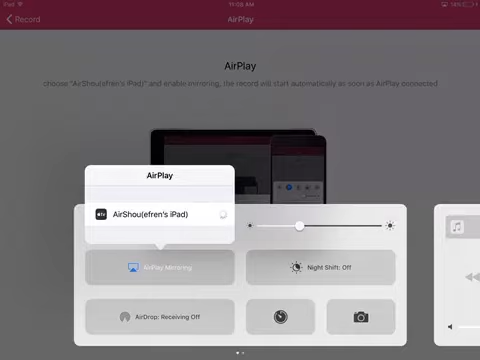 iPad
11:08 AM
Record
AirPlay
AirPlay
choose "AirShou(efren's iPad)" and enable mirroring, the record will start automatically as soon as AirPlay connected
AirPlay
tv AirShou(efren's iPad)
AirPlay Mirroring
Night Shift: Off
AirDrop: Receiving Off